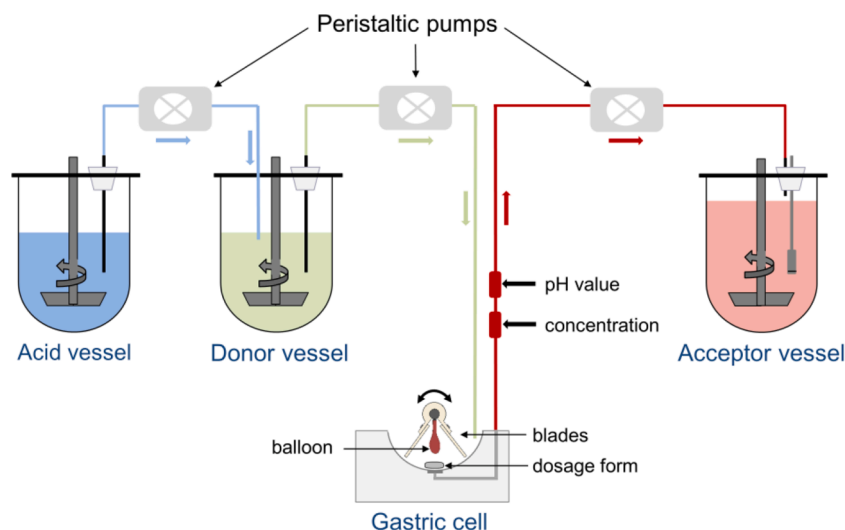 Peristaltic pumps
pH value
concentration
Acid vessel
Donor vessel
Acceptor vessel
balloon
blades
dosage form
Gastric cell